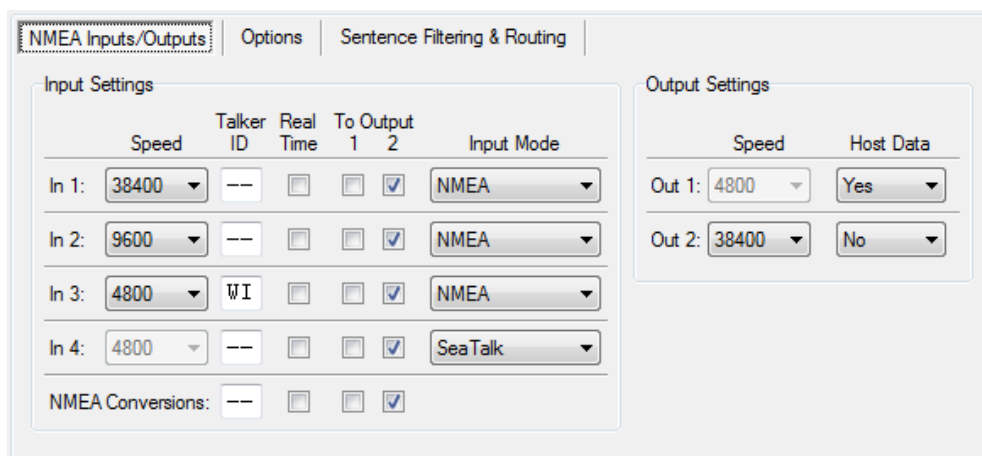 NMEA Inputs/Outputs Options Sentence Filtering & Routing
Input Settings Output Settings
Talker Real To Output
Speed ID Time 1 2 Input Mode Speed Host Data
In 1: 38400 -- NMEA Out 1: 4800 Yes
In 2: 9600 -- NMEA Out 2: 38400 No
In 3: 4800 WI NMEA
In 4: 4800 -- SeaTalk
NMEA Conversions: --